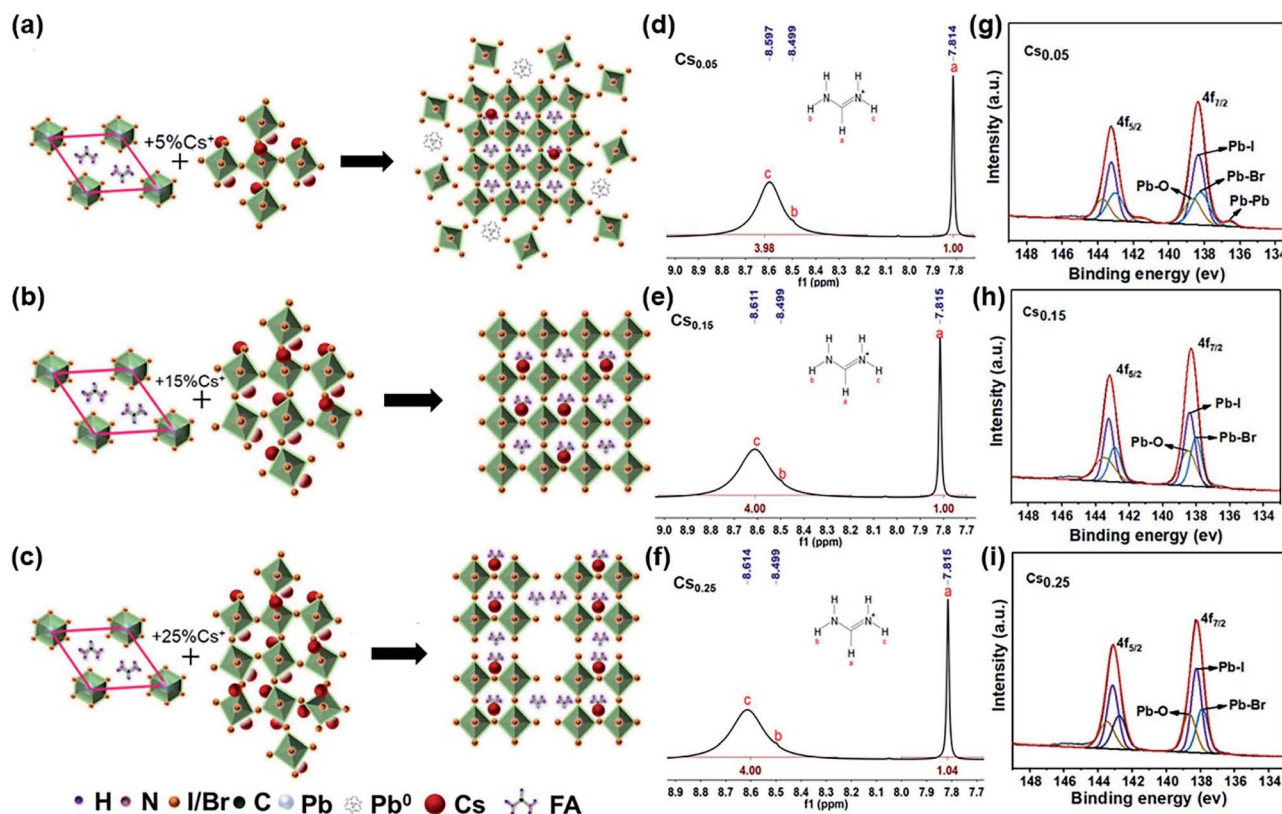 (a)
+5%Cs⁺
+
(b)
+15%Cs⁺
+
(c)
+25%Cs⁺
+
H N I/Br C Pb Pb⁰ Cs FA
(d)
Cs₀.₀₅
-8.597
-8.499
-7.814
a
H H
N N⁺
H H
b H c
a
c
b
3.98 1.00
9.0 8.9 8.8 8.7 8.6 8.5 8.4 8.3 8.2 8.1 8.0 7.9 7.8
f1 (ppm)
(e)
Cs₀.₁₅
-8.611
-8.499
-7.815
a
H H
N N⁺
H H
b H c
a
c
b
4.00 1.00
9.0 8.9 8.8 8.7 8.6 8.5 8.4 8.3 8.2 8.1 8.0 7.9 7.8 7.7
f1 (ppm)
(f)
Cs₀.₂₅
-8.614
-8.499
-7.815
a
H H
N N⁺
H H
b H c
a
c
b
4.00 1.04
8.9 8.8 8.7 8.6 8.5 8.4 8.3 8.2 8.1 8.0 7.9 7.8 7.7
f1 (ppm)
(g)
Cs₀.₀₅
Intensity (a.u.)
4f₅/₂
4f₇/₂
Pb-I
Pb-O
Pb-Br
Pb-Pb
148 146 144 142 140 138 136 134
Binding energy (ev)
(h)
Cs₀.₁₅
Intensity (a.u.)
4f₅/₂
4f₇/₂
Pb-I
Pb-O
Pb-Br
148 146 144 142 140 138 136 134
Binding energy (ev)
(i)
Cs₀.₂₅
Intensity (a.u.)
4f₅/₂
4f₇/₂
Pb-I
Pb-O
Pb-Br
148 146 144 142 140 138 136 134
Binding energy (ev)